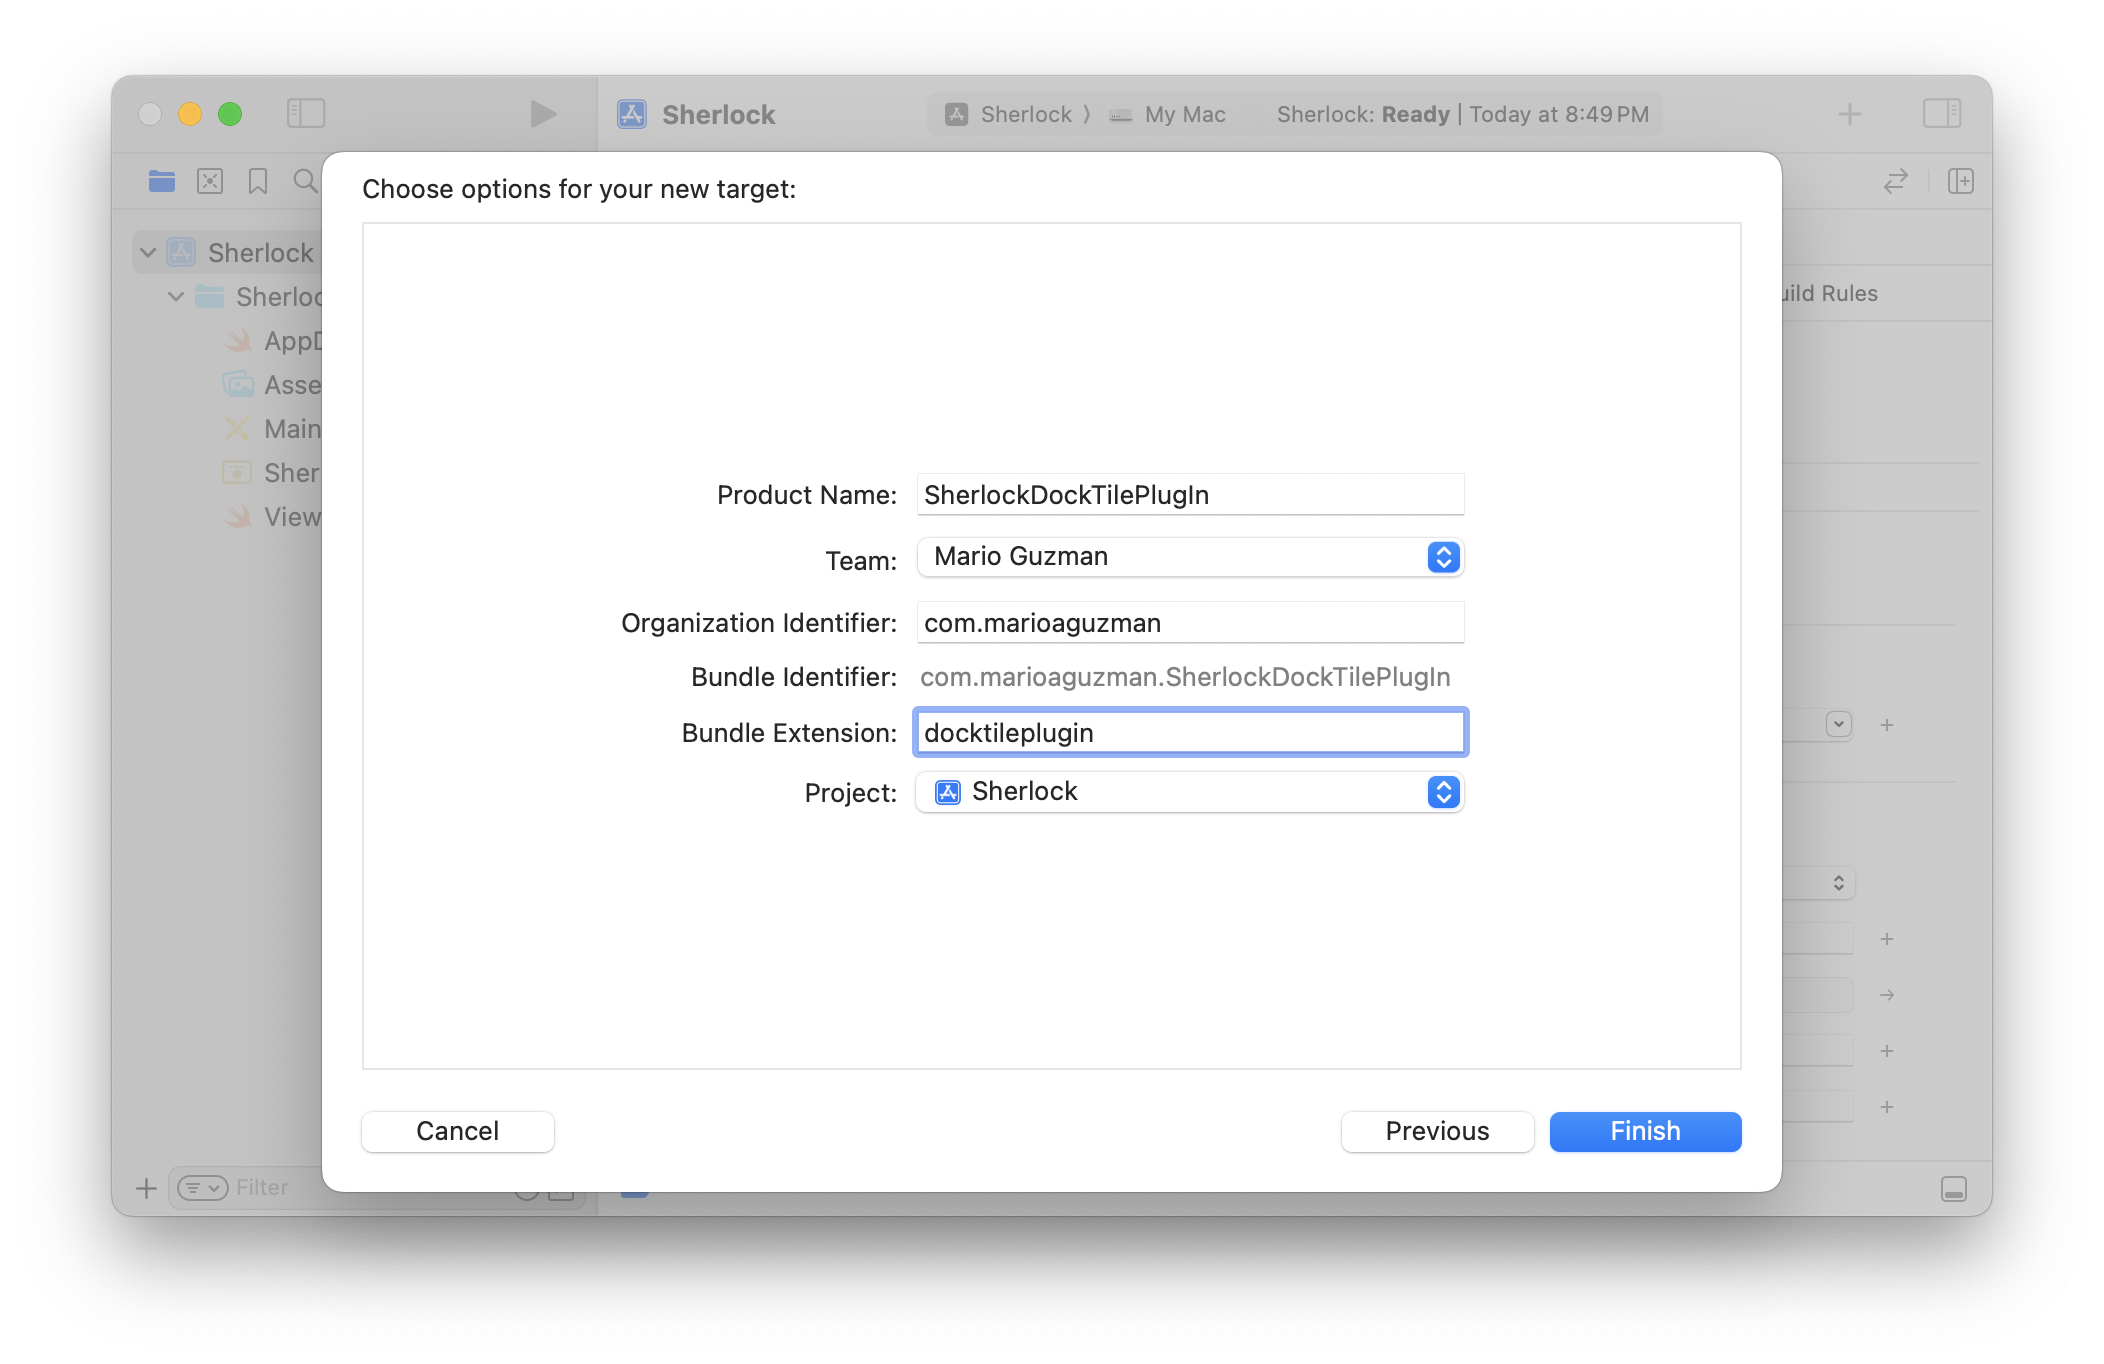 Sherlock
Sherlock 〉 My Mac
Sherlock: Ready | Today at 8:49 PM
Choose options for your new target:
Sherlock
Sherloc
AppD
Asse
Main
Sher
View
uild Rules
Product Name: SherlockDockTilePlugIn
Team: Mario Guzman
Organization Identifier: com.marioaguzman
Bundle Identifier: com.marioaguzman.SherlockDockTilePlugIn
Bundle Extension: docktileplugin
Project: Sherlock
Cancel
Previous
Finish
Filter